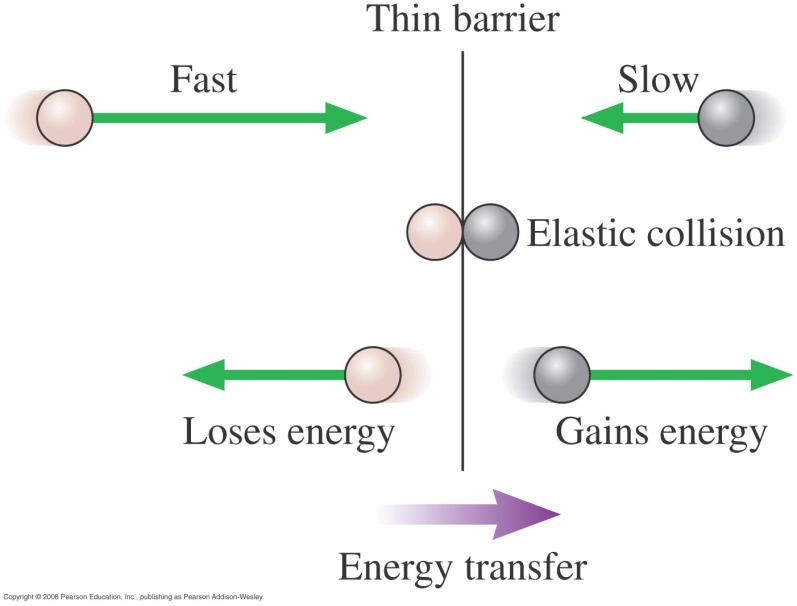 Thin barrier
Fast
Slow
Elastic collision
Loses energy
Gains energy
Energy transfer
Copyright © 2008 Pearson Education, Inc., publishing as Pearson Addison-Wesley.